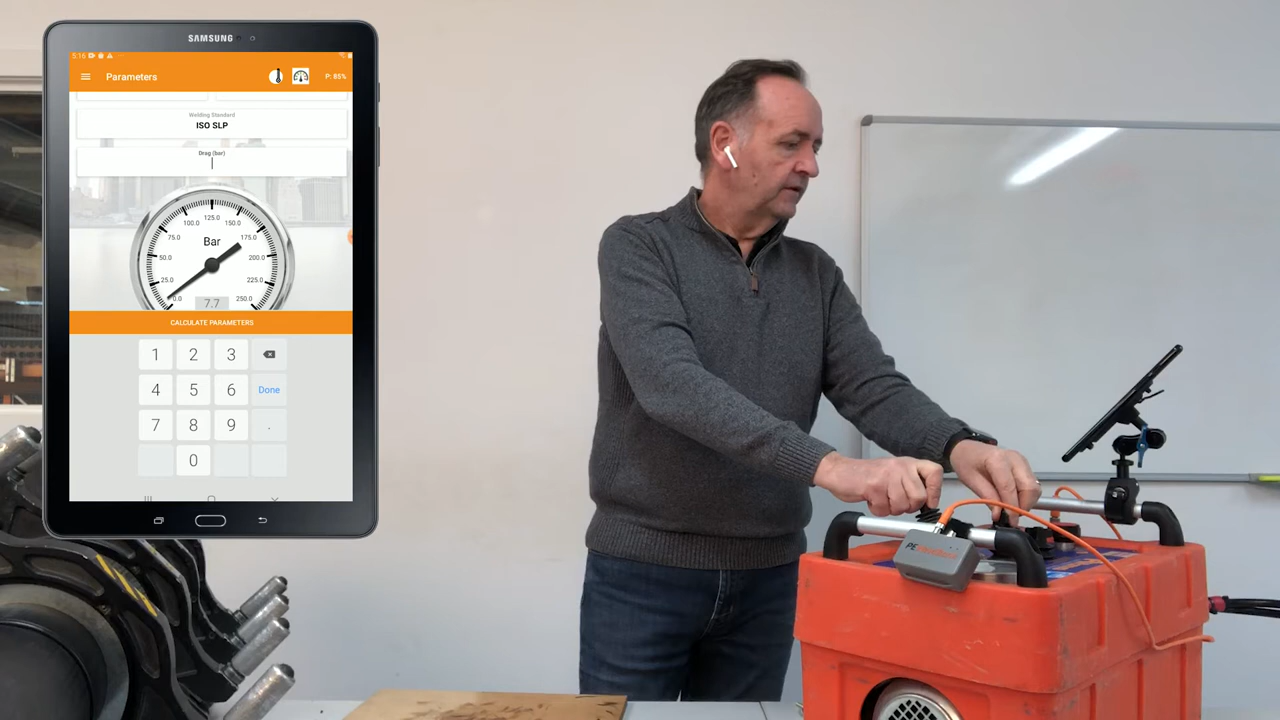 SAMSUNG
5:16
Parameters
P: 85%
Welding Standard
ISO SLP
Drag (bar)
125.0
100.0
150.0
75.0
175.0
Bar
50.0
200.0
25.0
225.0
0.0
7.7
250.0
CALCULATE PARAMETERS
1 2 3
4 5 6 Done
7 8 9 .
0